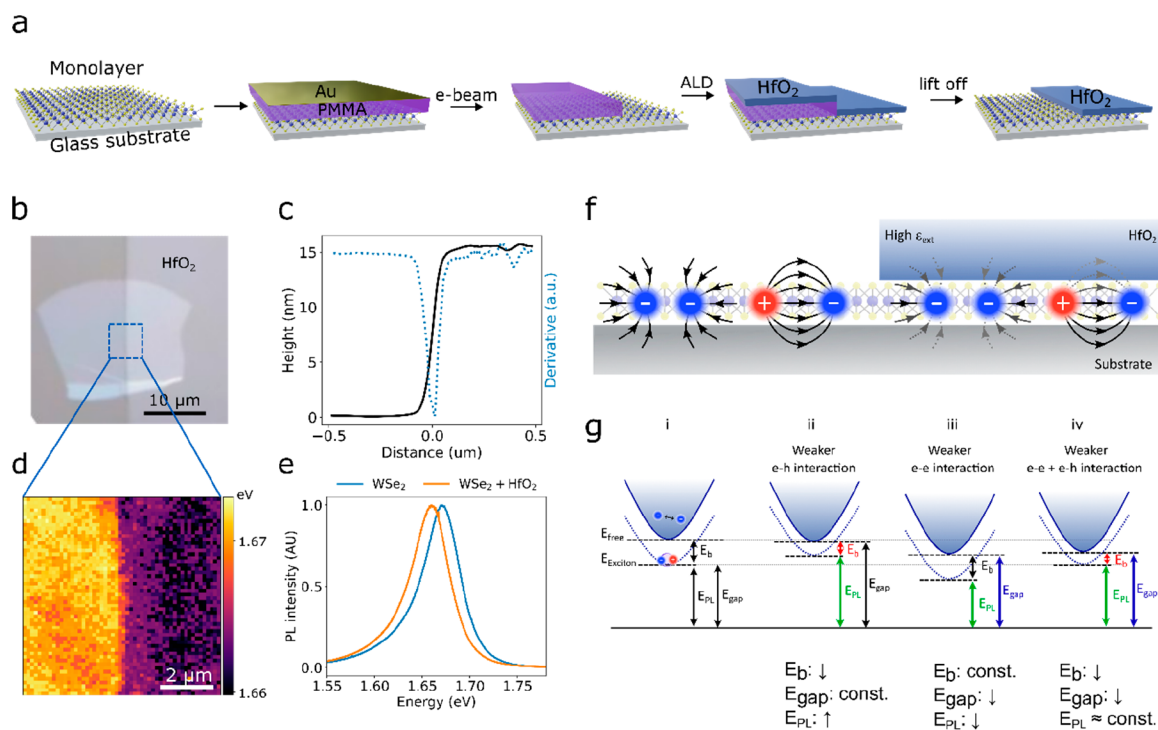 a
Monolayer
Glass substrate
Au
PMMA
e-beam
ALD
HfO₂
lift off
HfO₂
b
HfO₂
10 μm
c
Height (nm)
15
10
5
0
−0.5
0.0
0.5
Distance (um)
Derivative (a.u.)
d
eV
1.67
1.66
2 μm
e
WSe₂
WSe₂ + HfO₂
PL intensity (AU)
1.0
0.5
0.0
1.55
1.60
1.65
1.70
1.75
Energy (eV)
f
High εext
HfO₂
Substrate
g
i
ii
iii
iv
Weaker
e-h interaction
Weaker
e-e interaction
Weaker
e-e + e-h interaction
Efree
EExciton
Eb
EPL
Egap
Eb
EPL
Egap
Eb
EPL
Egap
Eb
EPL
Egap
Eb: ↓
Egap: const.
EPL: ↑
Eb: const.
Egap: ↓
EPL: ↓
Eb: ↓
Egap: ↓
EPL ≈ const.